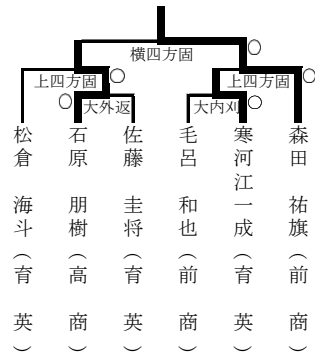 横四方固 ○
上四方固 ○ 上四方固 ○
○ 大外返 大内刈 ○
松倉 海斗（育 英）
石原 朋樹（高 商）
佐藤 圭将（育 英）
毛呂 和也（前 商）
寒河江一成（育 英）
森田 祐旗（前 商）